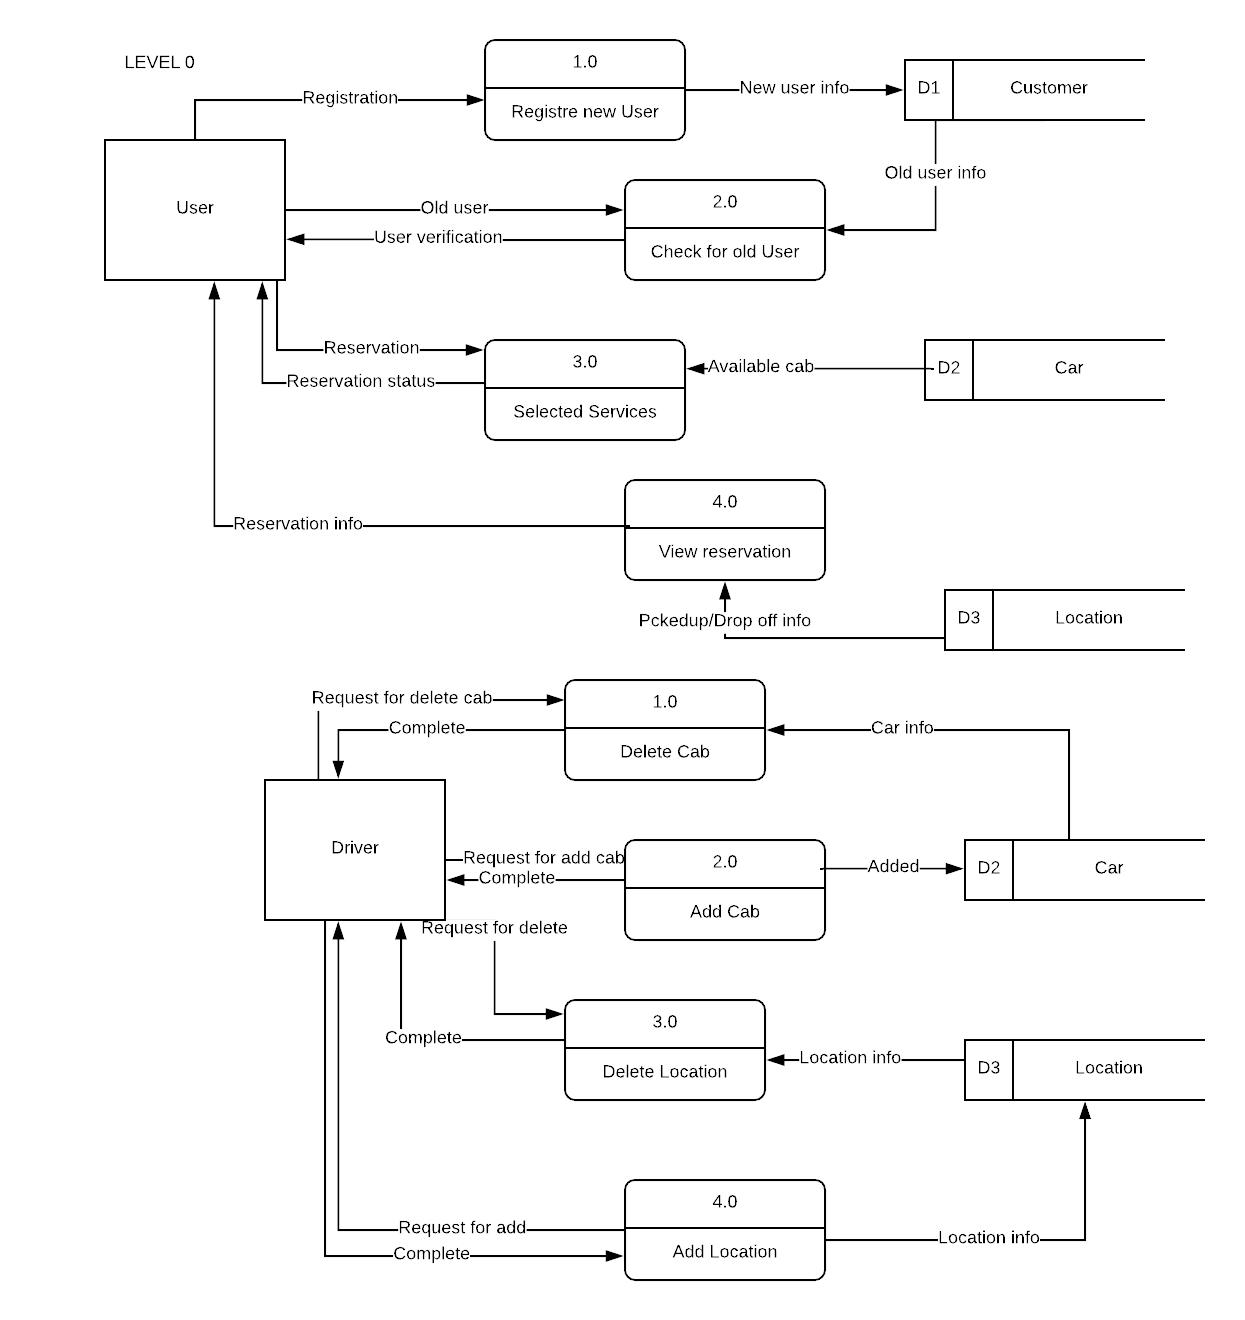 LEVEL 0
1.0
Registration
New user info
D1
Customer
Registre new User
Old user info
User
2.0
Old user
User verification
Check for old User
Reservation
3.0
Available cab
D2
Car
Reservation status
Selected Services
4.0
Reservation info
View reservation
Pckedup/Drop off info
D3
Location
Request for delete cab
1.0
Complete
Car info
Delete Cab
Driver
Request for add cab
2.0
Added
D2
Car
Complete
Add Cab
Request for delete
3.0
Complete
Location info
D3
Location
Delete Location
4.0
Request for add
Location info
Complete
Add Location